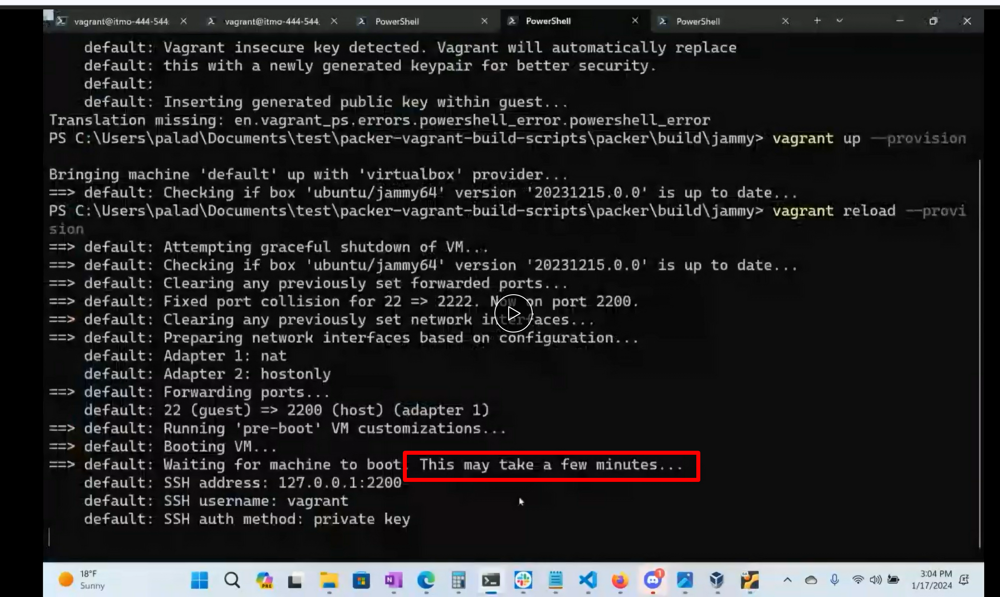 vagrant@itmo-444-544: vagrant@itmo-444-544. PowerShell PowerShell PowerShell
default: Vagrant insecure key detected. Vagrant will automatically replace
default: this with a newly generated keypair for better security.
default:
default: Inserting generated public key within guest...
Translation missing: en.vagrant_ps.errors.powershell_error.powershell_error
PS C:\Users\palad\Documents\test\packer-vagrant-build-scripts\packer\build\jammy> vagrant up --provision
Bringing machine 'default' up with 'virtualbox' provider...
==> default: Checking if box 'ubuntu/jammy64' version '20231215.0.0' is up to date...
PS C:\Users\palad\Documents\test\packer-vagrant-build-scripts\packer\build\jammy> vagrant reload --provi
sion
==> default: Attempting graceful shutdown of VM...
==> default: Checking if box 'ubuntu/jammy64' version '20231215.0.0' is up to date...
==> default: Clearing any previously set forwarded ports...
==> default: Fixed port collision for 22 => 2222. Now on port 2200.
==> default: Clearing any previously set network interfaces...
==> default: Preparing network interfaces based on configuration...
default: Adapter 1: nat
default: Adapter 2: hostonly
==> default: Forwarding ports...
default: 22 (guest) => 2200 (host) (adapter 1)
==> default: Running 'pre-boot' VM customizations...
==> default: Booting VM...
==> default: Waiting for machine to boot. This may take a few minutes...
default: SSH address: 127.0.0.1:2200
default: SSH username: vagrant
default: SSH auth method: private key
18°F
Sunny
PRE
N
1
3:04 PM
1/17/2024